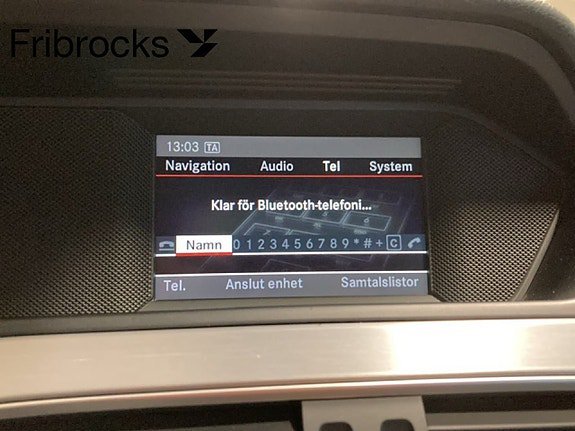 Fribrocks
13:03 TA
Navigation Audio Tel System
Klar för Bluetooth-telefoni...
Namn 0 1 2 3 4 5 6 7 8 9 * # + C
Tel. Anslut enhet Samtalslistor